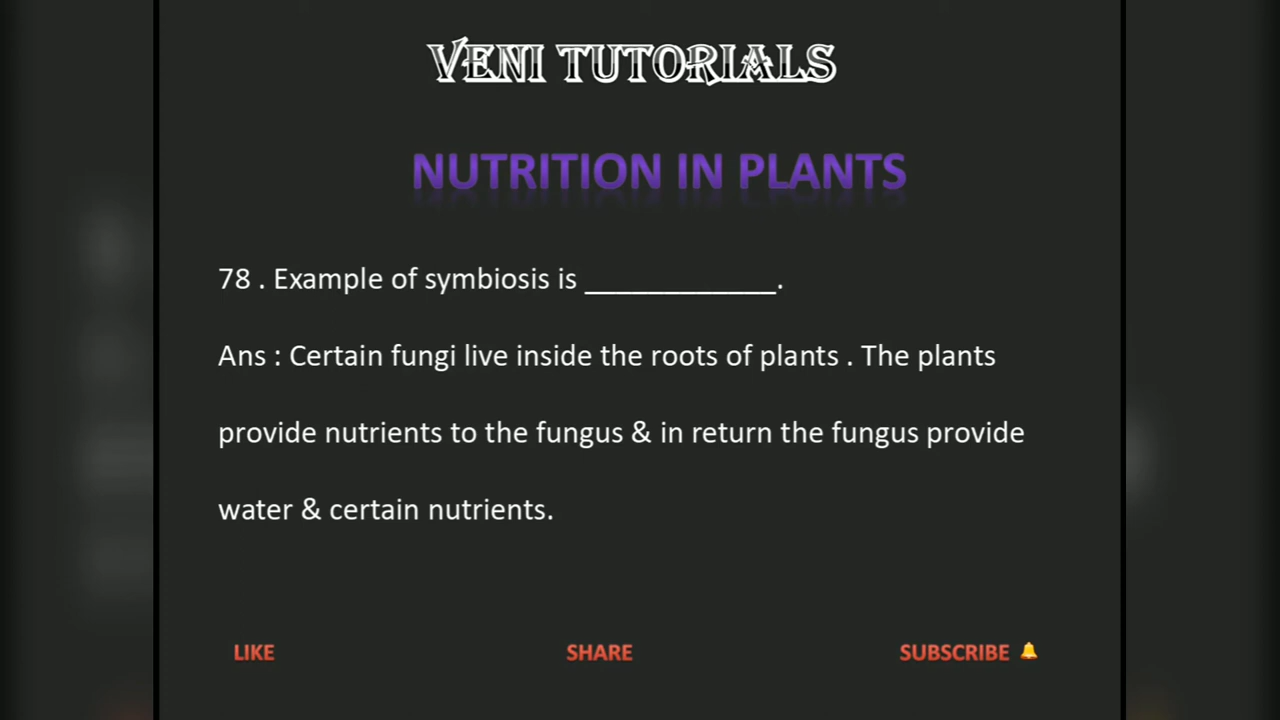 VENI TUTORIALS
NUTRITION IN PLANTS
78 . Example of symbiosis is ____________.
Ans : Certain fungi live inside the roots of plants . The plants
provide nutrients to the fungus & in return the fungus provide
water & certain nutrients.
LIKE SHARE SUBSCRIBE 🔔